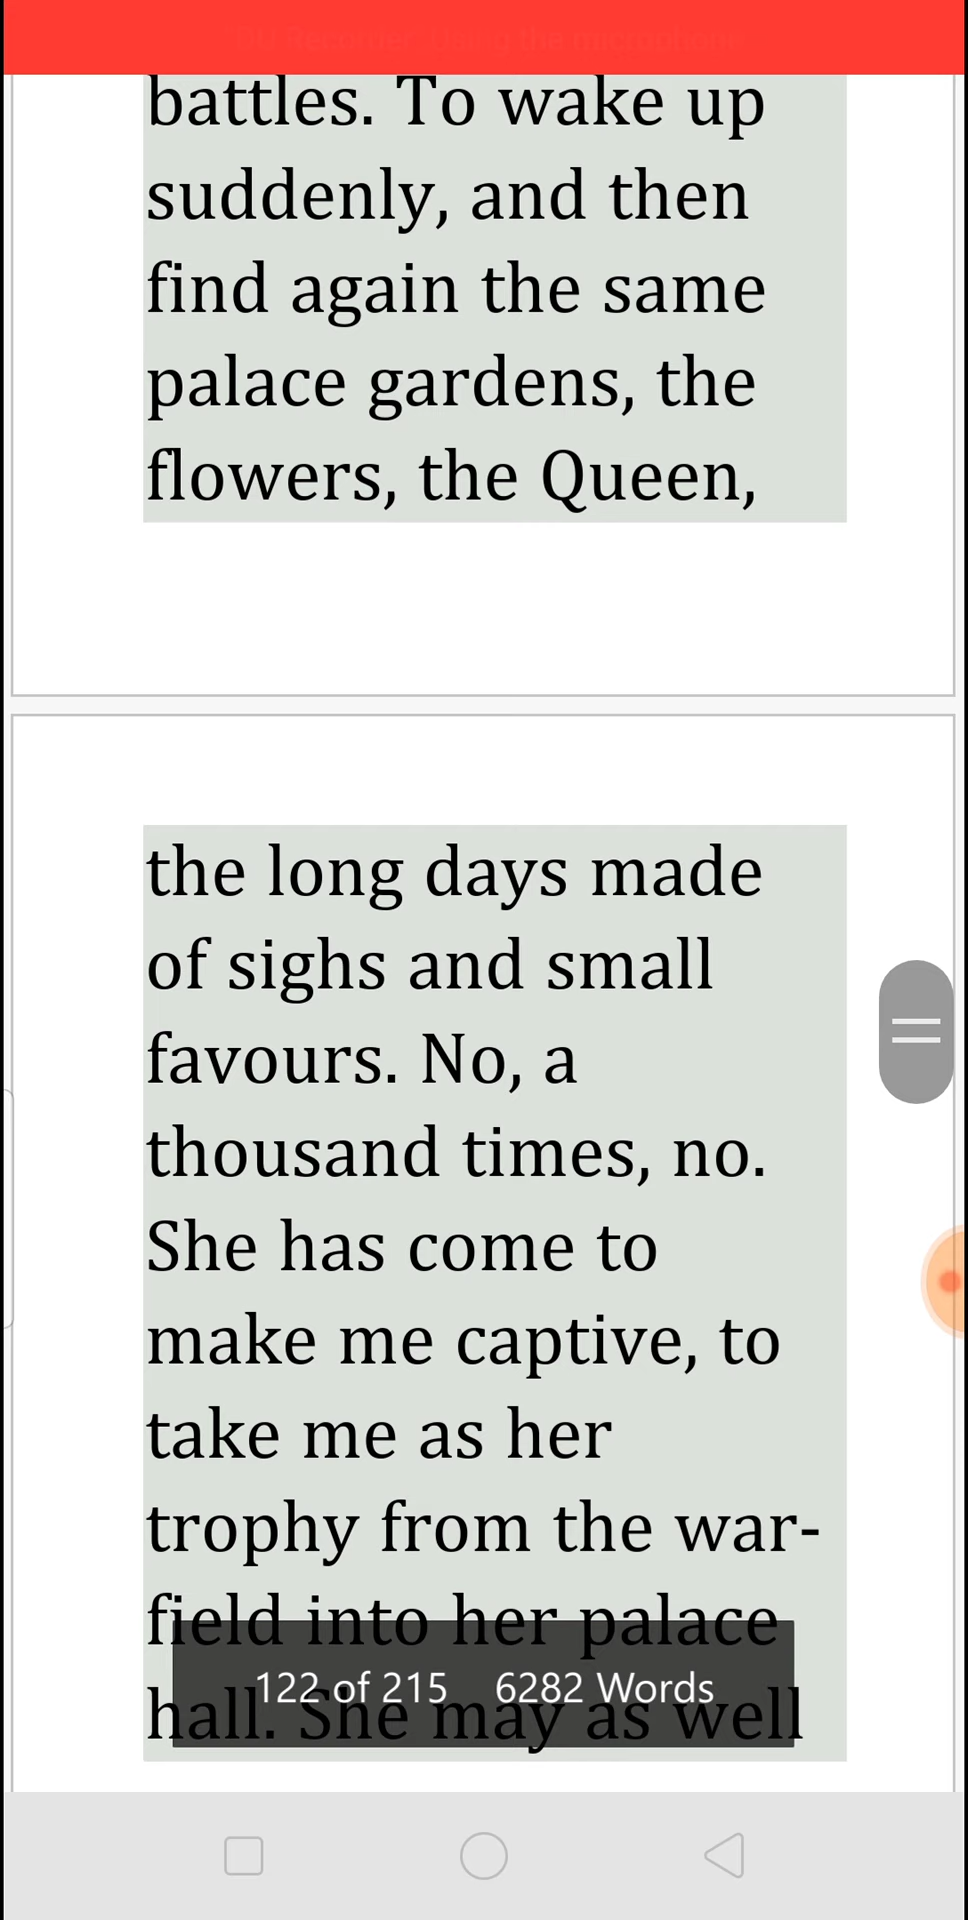 battles. To wake up
suddenly, and then
find again the same
palace gardens, the
flowers, the Queen,
the long days made
of sighs and small
favours. No, a
thousand times, no.
She has come to
make me captive, to
take me as her
trophy from the war-
field into her palace
hall. She may as well
122 of 215 6282 Words